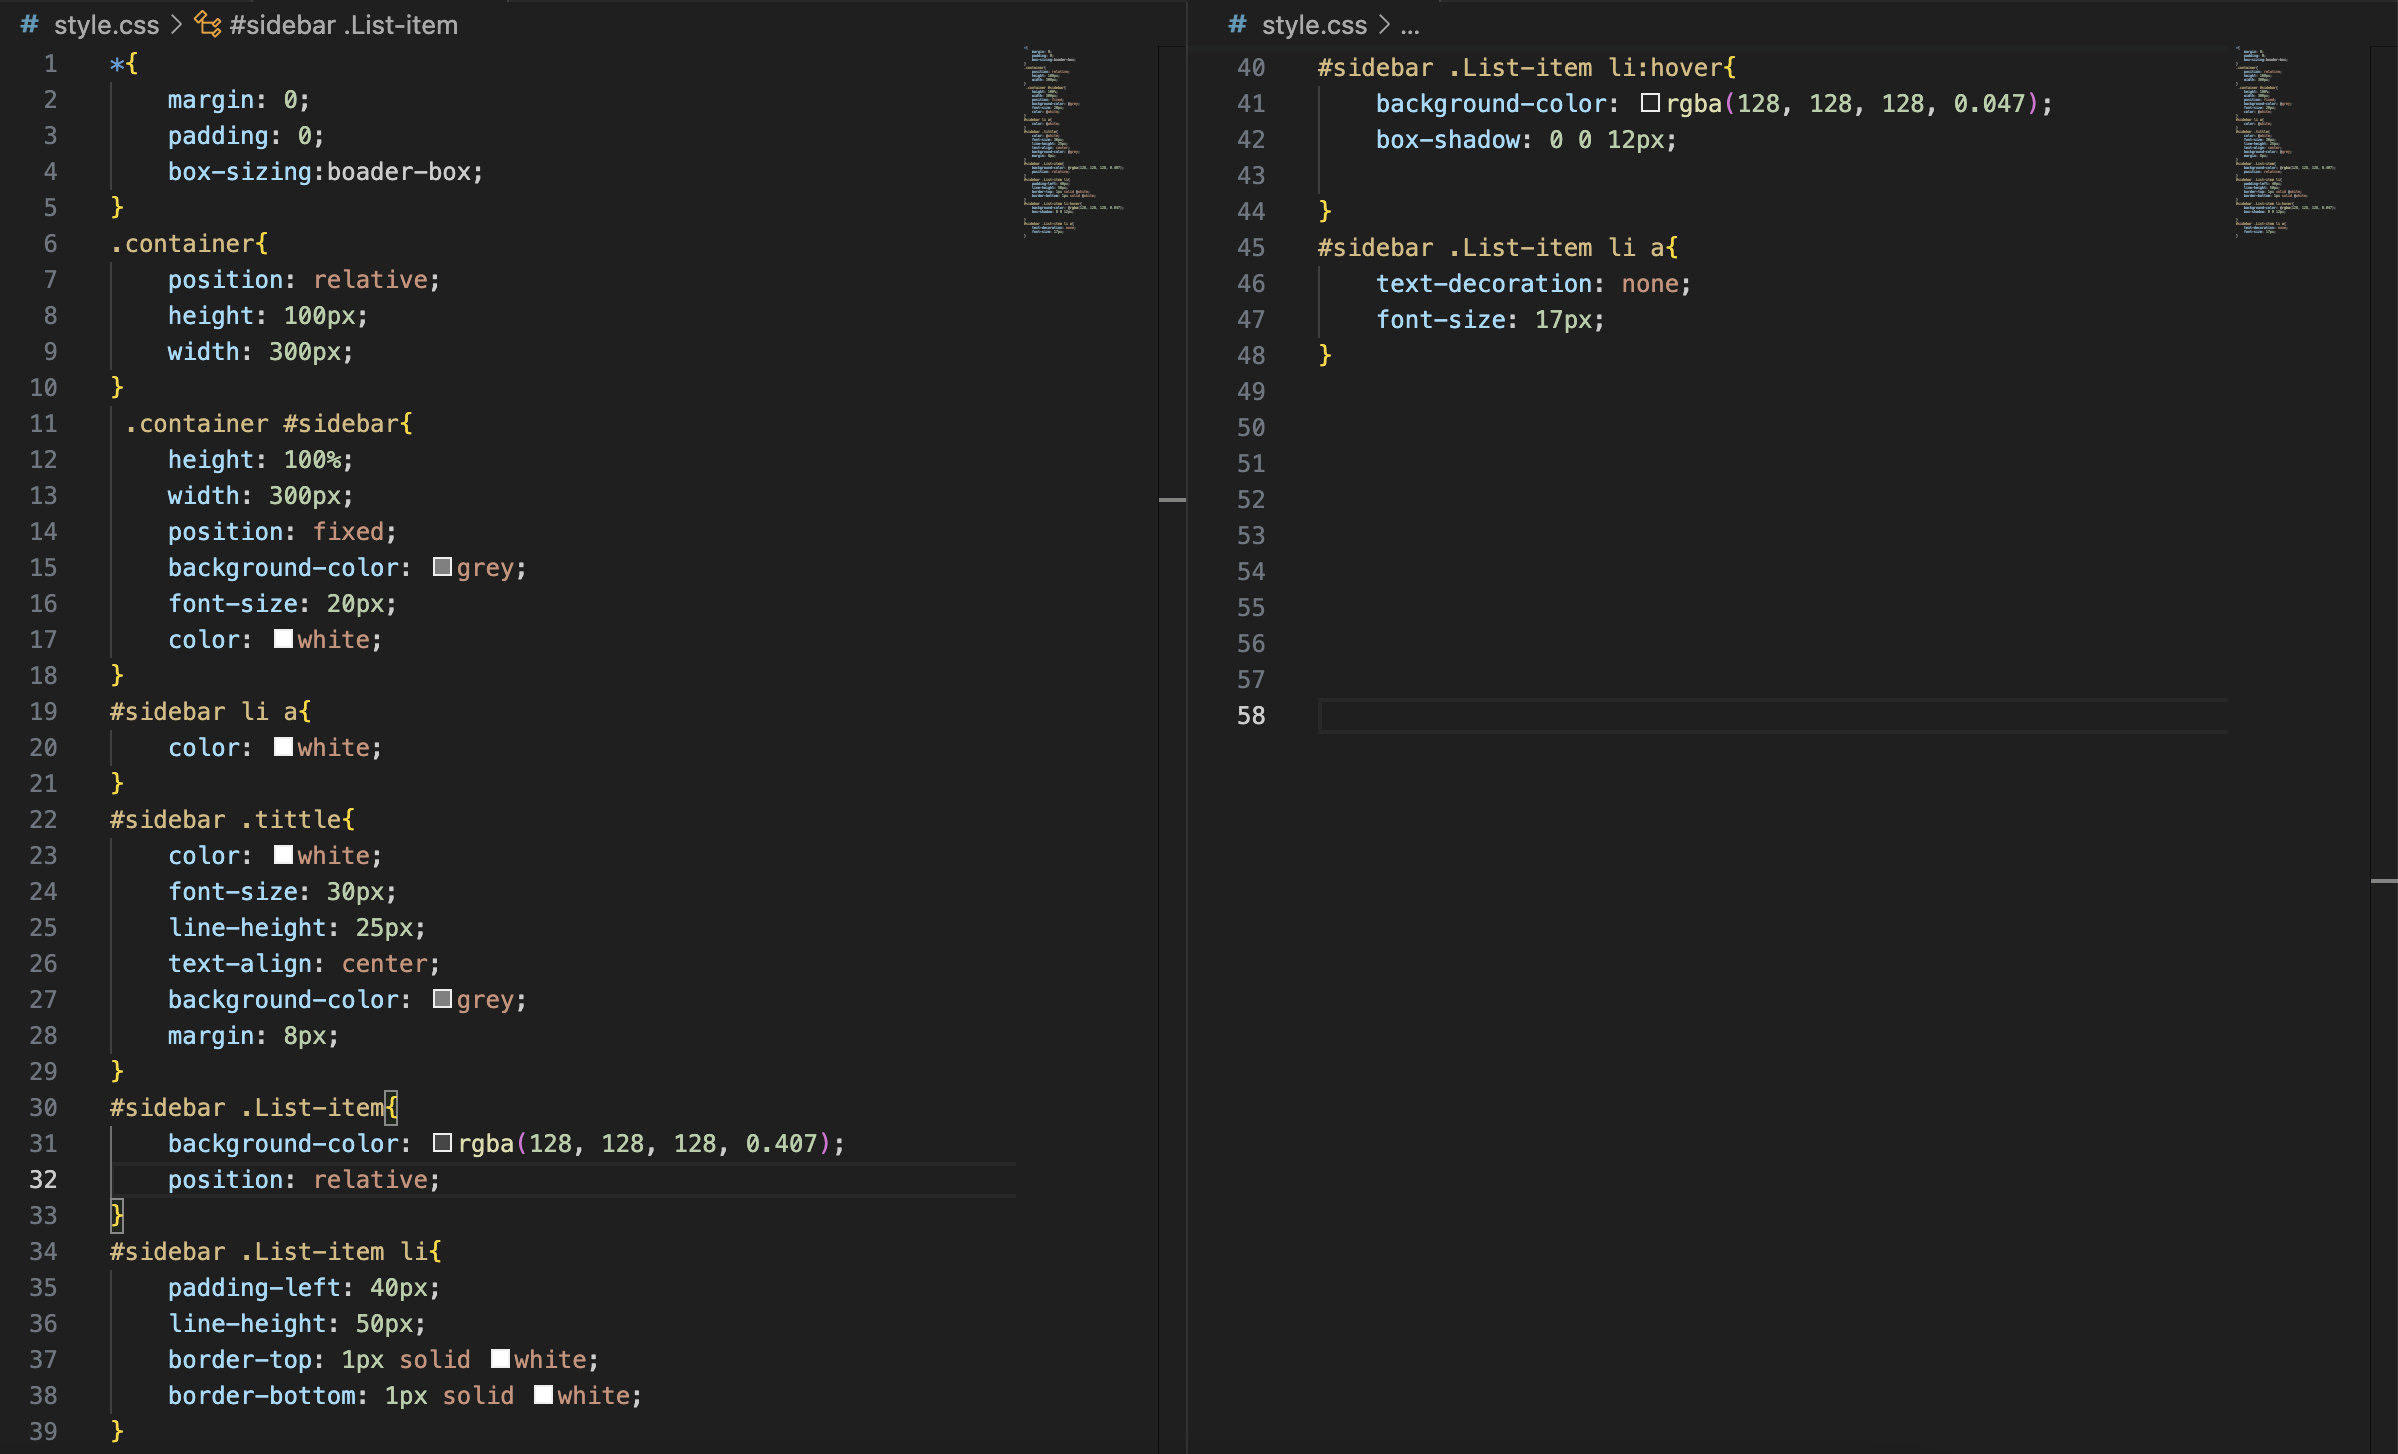 # style.css > #sidebar .List-item
1 *{
2 margin: 0;
3 padding: 0;
4 box-sizing:boader-box;
5 }
6 .container{
7 position: relative;
8 height: 100px;
9 width: 300px;
10 }
11 .container #sidebar{
12 height: 100%;
13 width: 300px;
14 position: fixed;
15 background-color: grey;
16 font-size: 20px;
17 color: white;
18 }
19 #sidebar li a{
20 color: white;
21 }
22 #sidebar .tittle{
23 color: white;
24 font-size: 30px;
25 line-height: 25px;
26 text-align: center;
27 background-color: grey;
28 margin: 8px;
29 }
30 #sidebar .List-item{
31 background-color: rgba(128, 128, 128, 0.407);
32 position: relative;
33 }
34 #sidebar .List-item li{
35 padding-left: 40px;
36 line-height: 50px;
37 border-top: 1px solid white;
38 border-bottom: 1px solid white;
39 }
# style.css > ...
40 #sidebar .List-item li:hover{
41 background-color: rgba(128, 128, 128, 0.047);
42 box-shadow: 0 0 12px;
43
44 }
45 #sidebar .List-item li a{
46 text-decoration: none;
47 font-size: 17px;
48 }
49
50
51
52
53
54
55
56
57
58